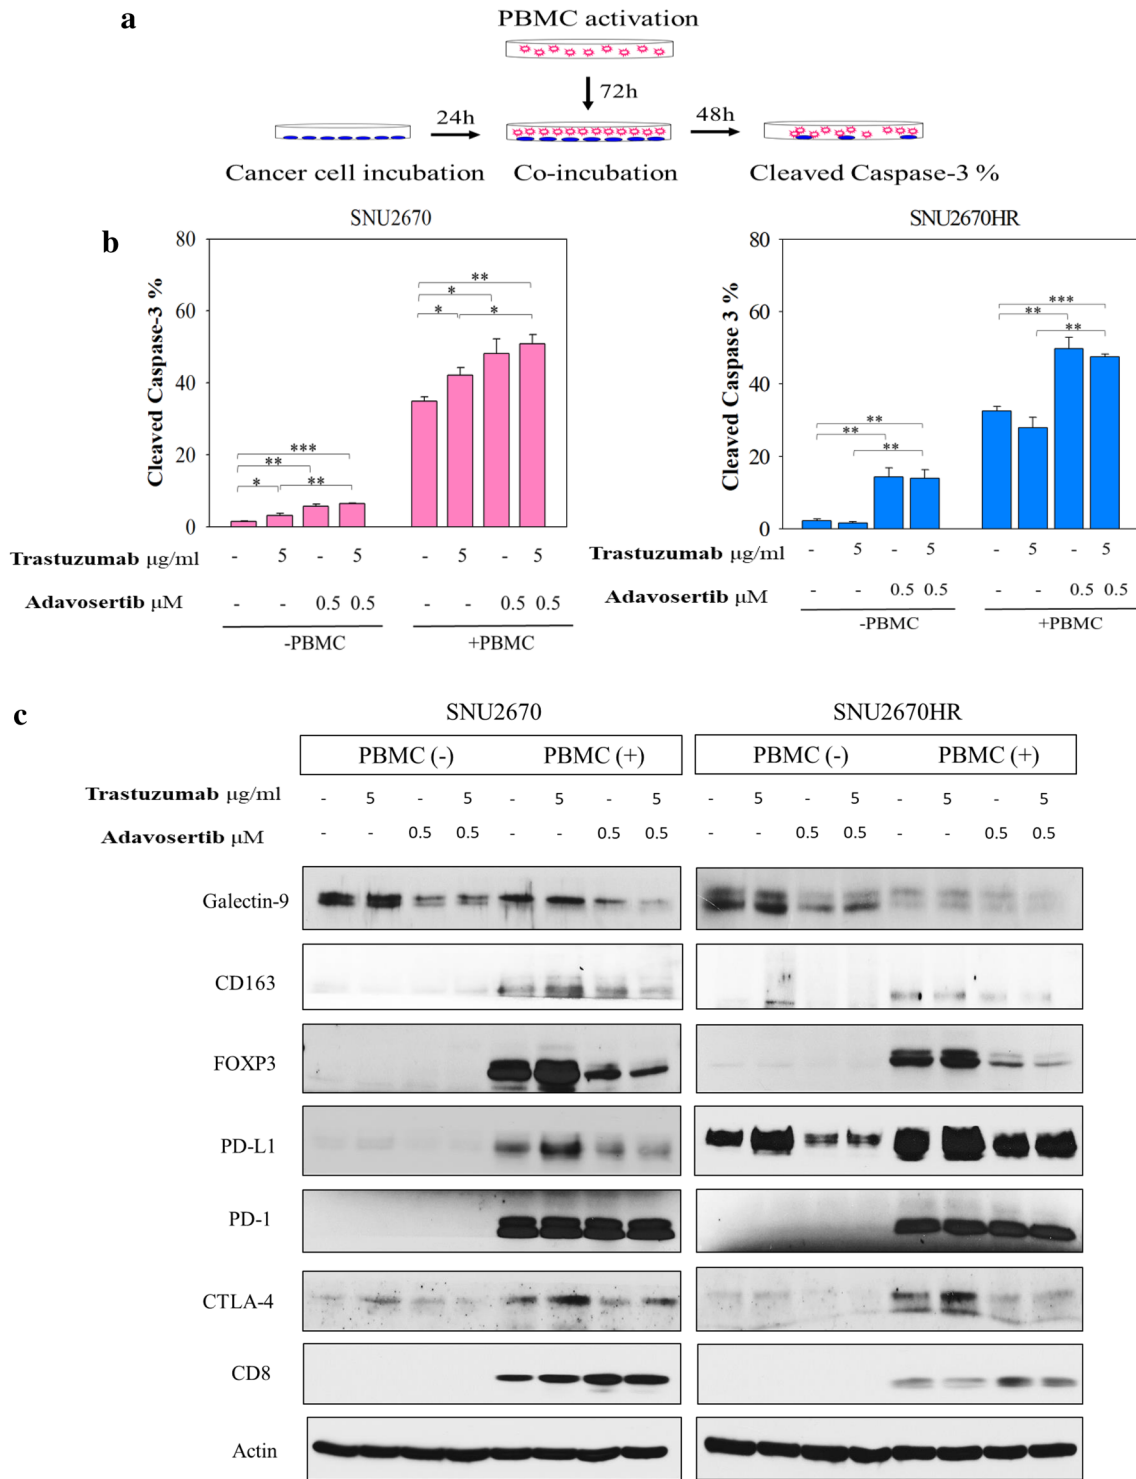 a
PBMC activation
72h
24h
48h
Cancer cell incubation
Co-incubation
Cleaved Caspase-3 %
b
SNU2670
Cleaved Caspase-3 %
80
60
40
20
0
* ** *** ** * * ** *
Trastuzumab µg/ml - 5 - 5 - 5 - 5
Adavosertib µM - - 0.5 0.5 - - 0.5 0.5
-PBMC +PBMC
SNU2670HR
Cleaved Caspase 3 %
80
60
40
20
0
** ** ** ** *** **
Trastuzumab µg/ml - 5 - 5 - 5 - 5
Adavosertib µM - - 0.5 0.5 - - 0.5 0.5
-PBMC +PBMC
c
SNU2670 SNU2670HR
PBMC (-) PBMC (+) PBMC (-) PBMC (+)
Trastuzumab µg/ml - 5 - 5 - 5 - 5 - 5 - 5 - 5 - 5
Adavosertib µM - - 0.5 0.5 - - 0.5 0.5 - - 0.5 0.5 - - 0.5 0.5
Galectin-9
CD163
FOXP3
PD-L1
PD-1
CTLA-4
CD8
Actin